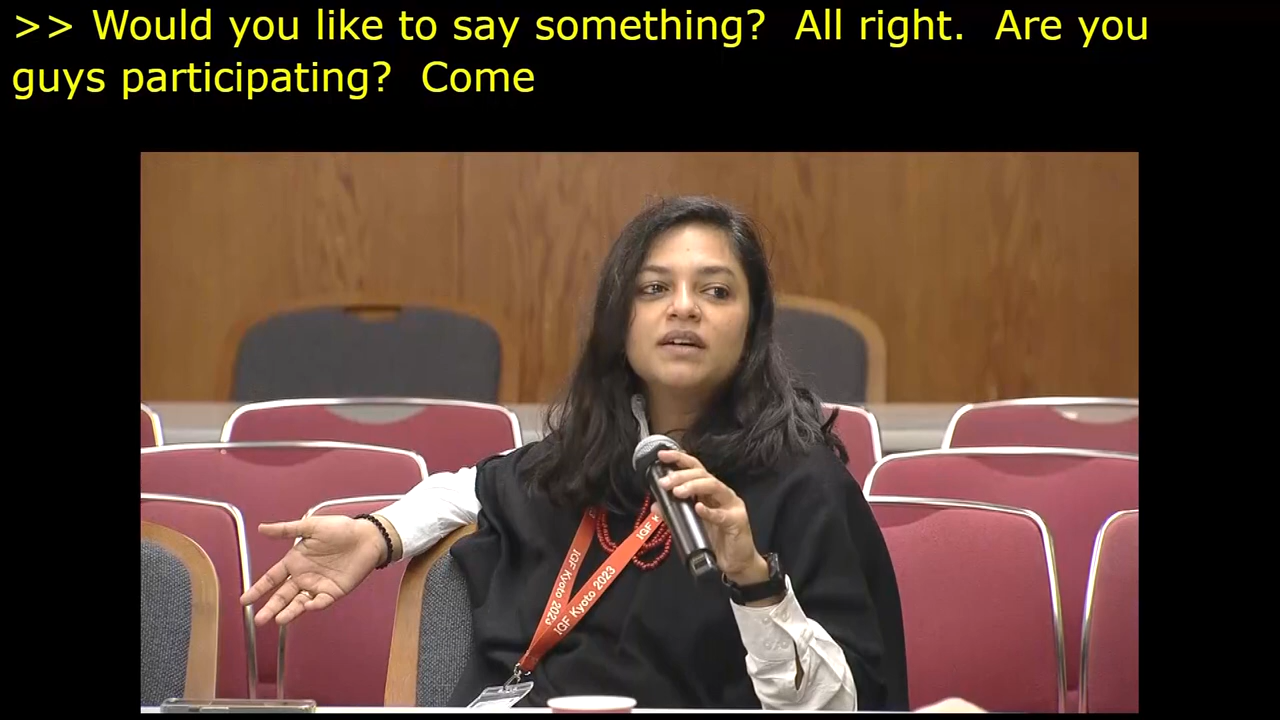 >> Would you like to say something?  All right.  Are you
guys participating?  Come
IGF Kyoto 2023
IGF Kyoto 2023
IGF K